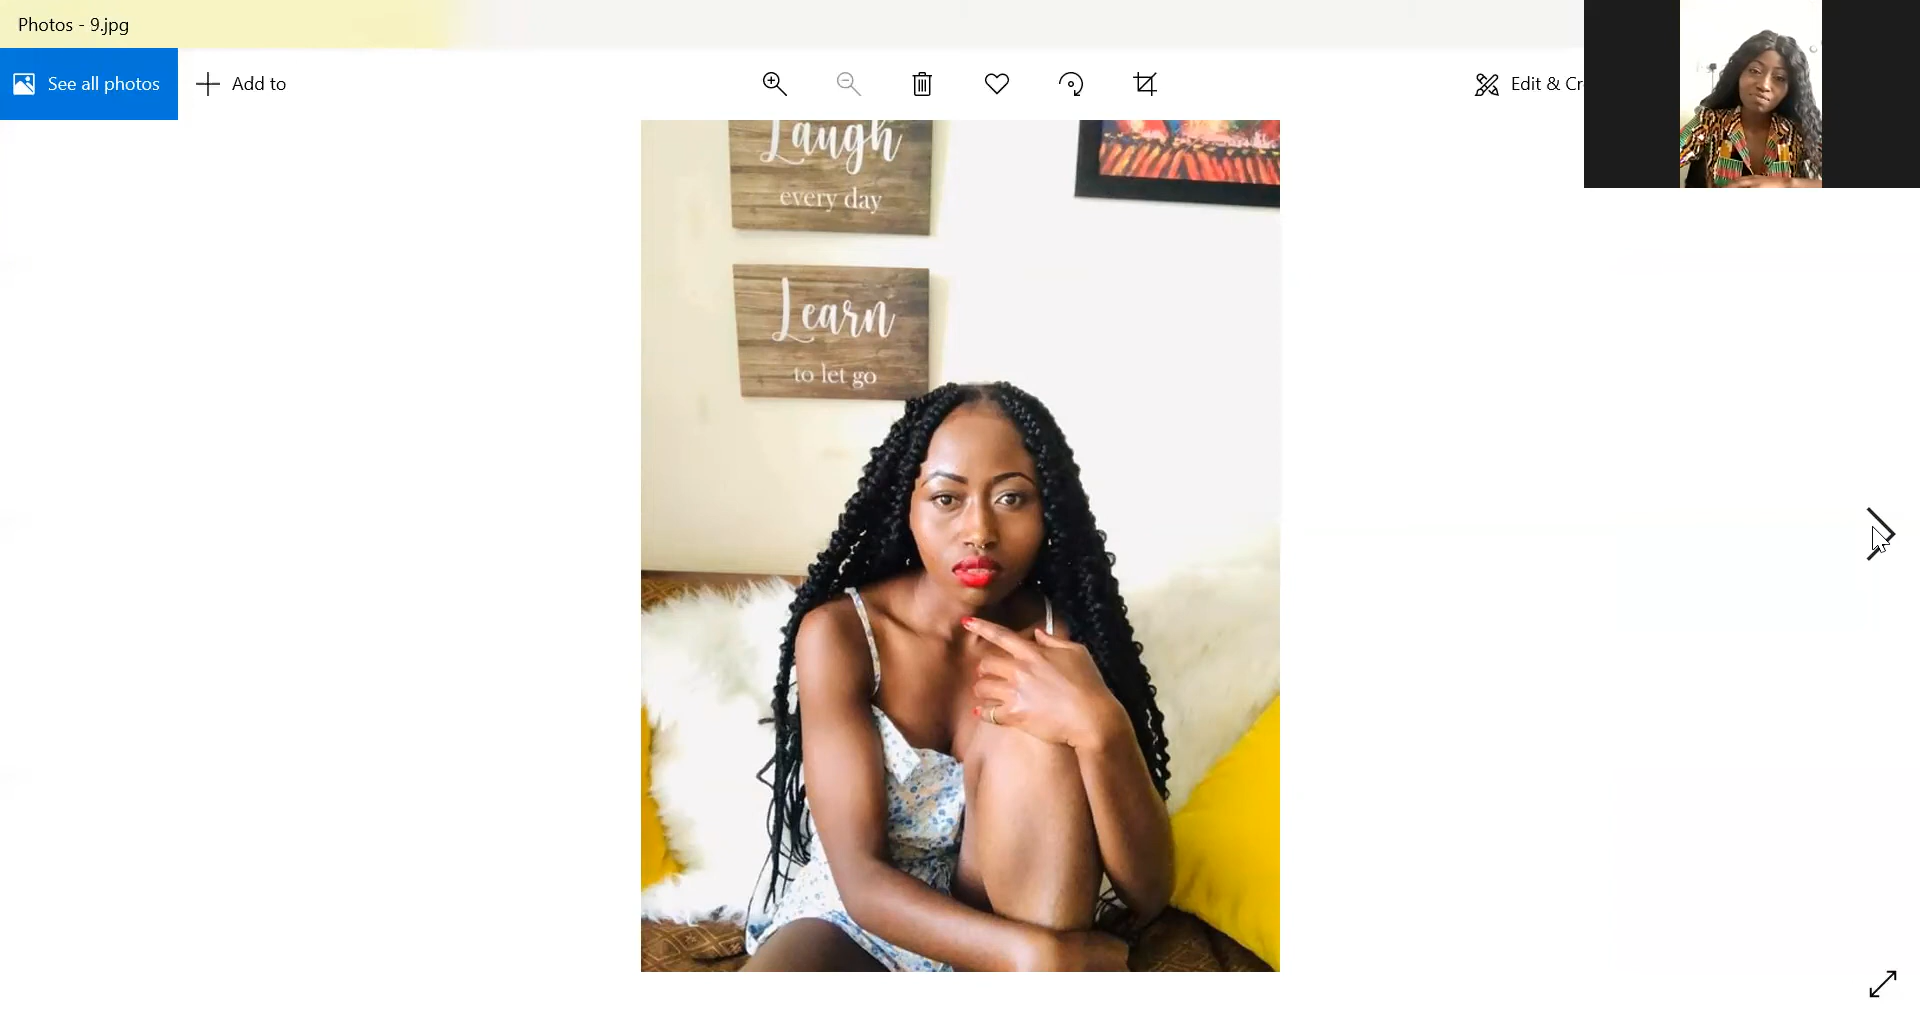 Photos - 9.jpg
See all photos
Add to
Edit & Cr
Laugh
every day
Learn
to let go